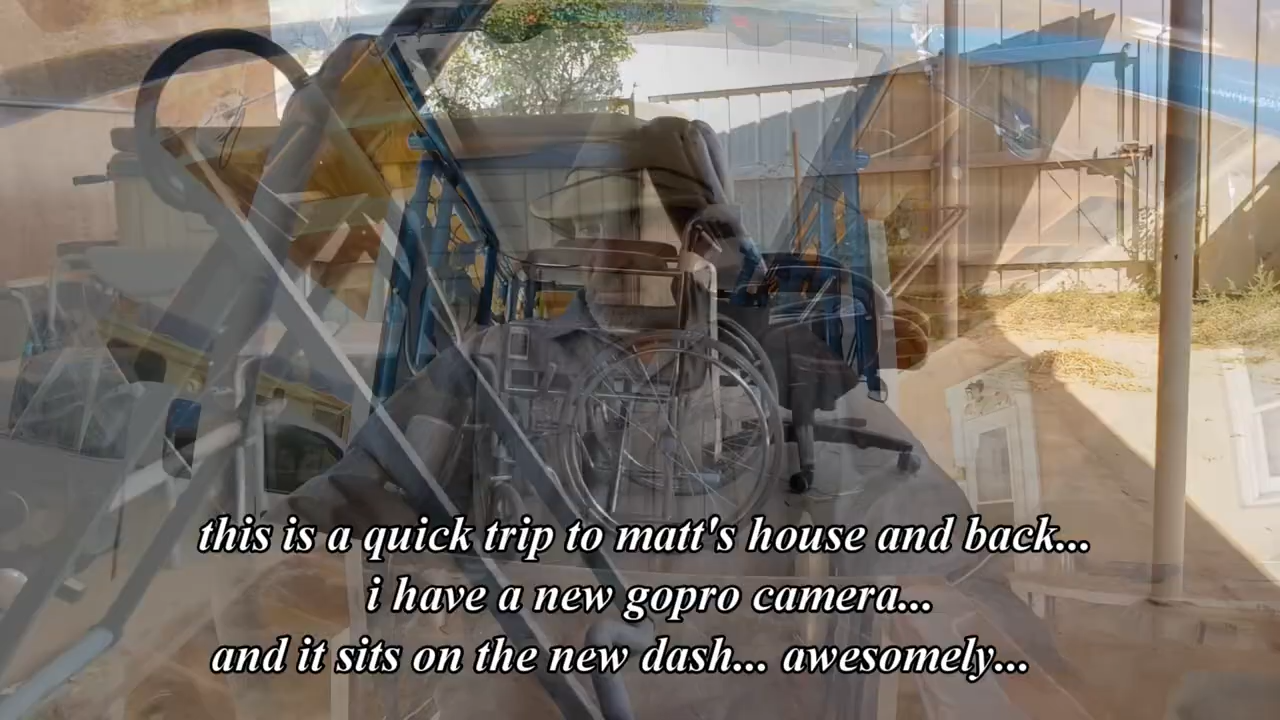 this is a quick trip to matt's house and back...
i have a new gopro camera...
and it sits on the new dash... awesomely...